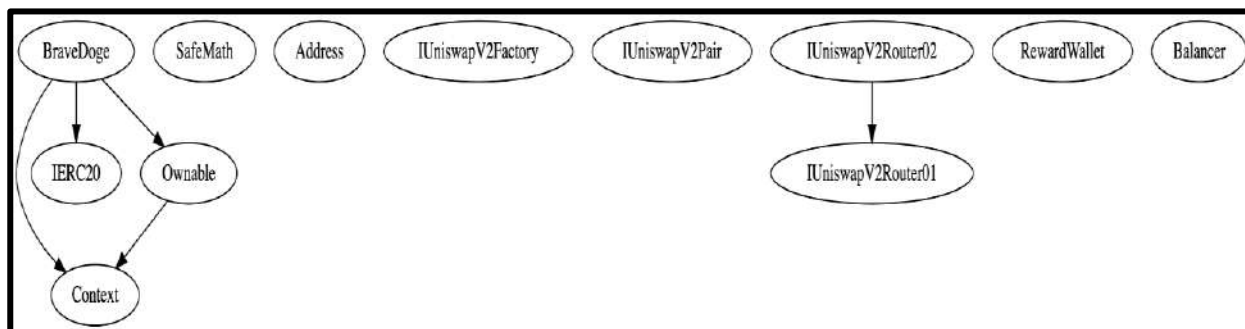 BraveDoge SafeMath Address IUniswapV2Factory IUniswapV2Pair IUniswapV2Router02 RewardWallet Balancer
IERC20 Ownable IUniswapV2Router01
Context